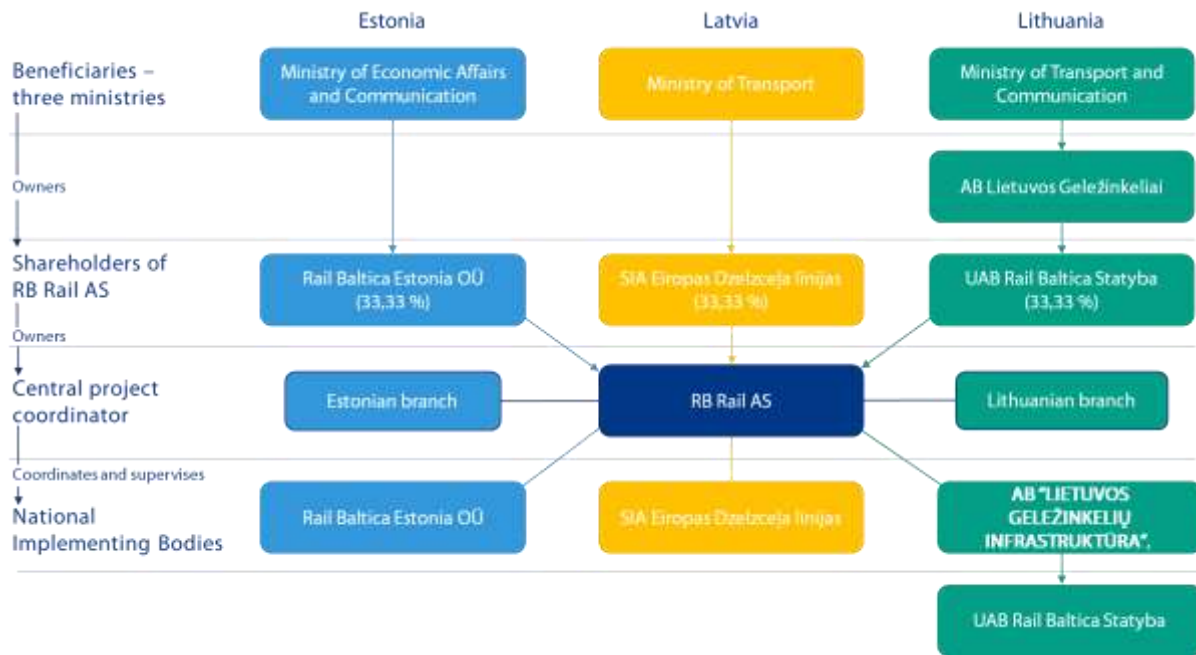 Estonia
Latvia
Lithuania
Beneficiaries –
three ministries
Ministry of Economic Affairs
and Communication
Ministry of Transport
Ministry of Transport and
Communication
Owners
AB Lietuvos Geležinkeliai
Shareholders of
RB Rail AS
Rail Baltica Estonia OÜ
(33,33 %)
SIA Eiropas Dzelzceļa līnijas
(33,33 %)
UAB Rail Baltica Statyba
(33,33 %)
Owners
Central project
coordinator
Estonian branch
RB Rail AS
Lithuanian branch
Coordinates and supervises
National
Implementing Bodies
Rail Baltica Estonia OÜ
SIA Eiropas Dzelzceļa līnijas
AB “LIETUVOS
GELEŽINKELIŲ
INFRASTRUKTŪRA”.
UAB Rail Baltica Statyba